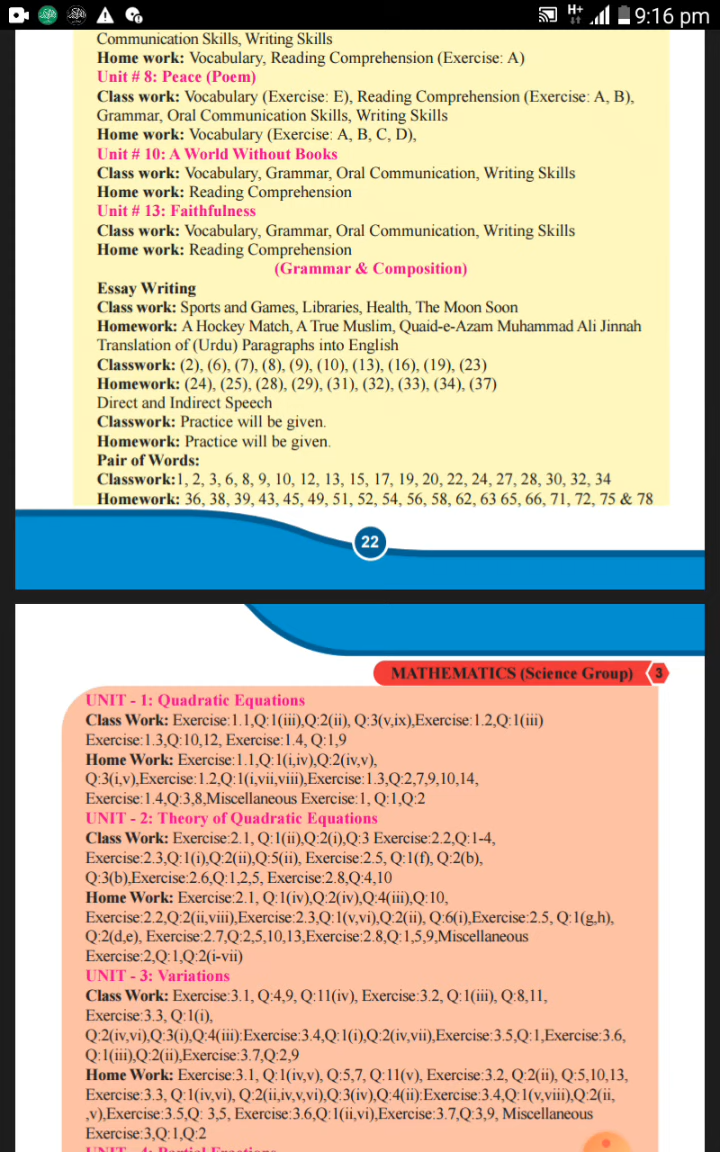 H+ 9:16 pm
Communication Skills, Writing Skills
Home work: Vocabulary, Reading Comprehension (Exercise: A)
Unit # 8: Peace (Poem)
Class work: Vocabulary (Exercise: E), Reading Comprehension (Exercise: A, B),
Grammar, Oral Communication Skills, Writing Skills
Home work: Vocabulary (Exercise: A, B, C, D),
Unit # 10: A World Without Books
Class work: Vocabulary, Grammar, Oral Communication, Writing Skills
Home work: Reading Comprehension
Unit # 13: Faithfulness
Class work: Vocabulary, Grammar, Oral Communication, Writing Skills
Home work: Reading Comprehension
(Grammar & Composition)
Essay Writing
Class work: Sports and Games, Libraries, Health, The Moon Soon
Homework: A Hockey Match, A True Muslim, Quaid-e-Azam Muhammad Ali Jinnah
Translation of (Urdu) Paragraphs into English
Classwork: (2), (6), (7), (8), (9), (10), (13), (16), (19), (23)
Homework: (24), (25), (28), (29), (31), (32), (33), (34), (37)
Direct and Indirect Speech
Classwork: Practice will be given.
Homework: Practice will be given.
Pair of Words:
Classwork:1, 2, 3, 6, 8, 9, 10, 12, 13, 15, 17, 19, 20, 22, 24, 27, 28, 30, 32, 34
Homework: 36, 38, 39, 43, 45, 49, 51, 52, 54, 56, 58, 62, 63 65, 66, 71, 72, 75 & 78
22
MATHEMATICS (Science Group) 3
UNIT - 1: Quadratic Equations
Class Work: Exercise:1.1,Q:1(iii),Q:2(ii), Q:3(v,ix),Exercise:1.2,Q:1(iii)
Exercise:1.3,Q:10,12, Exercise:1.4, Q:1,9
Home Work: Exercise:1.1,Q:1(i,iv),Q:2(iv,v),
Q:3(i,v),Exercise:1.2,Q:1(i,vii,viii),Exercise:1.3,Q:2,7,9,10,14,
Exercise:1.4,Q:3,8,Miscellaneous Exercise:1, Q:1,Q:2
UNIT - 2: Theory of Quadratic Equations
Class Work: Exercise:2.1, Q:1(ii),Q:2(i),Q:3 Exercise:2.2,Q:1-4,
Exercise:2.3,Q:1(i),Q:2(ii),Q:5(ii), Exercise:2.5, Q:1(f), Q:2(b),
Q:3(b),Exercise:2.6,Q:1,2,5, Exercise:2.8,Q:4,10
Home Work: Exercise:2.1, Q:1(iv),Q:2(iv),Q:4(iii),Q:10,
Exercise:2.2,Q:2(ii,viii),Exercise:2.3,Q:1(v,vi),Q:2(ii), Q:6(i),Exercise:2.5, Q:1(g,h),
Q:2(d,e), Exercise:2.7,Q:2,5,10,13,Exercise:2.8,Q:1,5,9,Miscellaneous
Exercise:2,Q:1,Q:2(i-vii)
UNIT - 3: Variations
Class Work: Exercise:3.1, Q:4,9, Q:11(iv), Exercise:3.2, Q:1(iii), Q:8,11,
Exercise:3.3, Q:1(i),
Q:2(iv,vi),Q:3(i),Q:4(iii):Exercise:3.4,Q:1(i),Q:2(iv,vii),Exercise:3.5,Q:1,Exercise:3.6,
Q:1(iii),Q:2(ii),Exercise:3.7,Q:2,9
Home Work: Exercise:3.1, Q:1(iv,v), Q:5,7, Q:11(v), Exercise:3.2, Q:2(ii), Q:5,10,13,
Exercise:3.3, Q:1(iv,vi), Q:2(ii,iv,v,vi),Q:3(iv),Q:4(ii):Exercise:3.4,Q:1(v,viii),Q:2(ii,
,v),Exercise:3.5,Q: 3,5, Exercise:3.6,Q:1(ii,vi),Exercise:3.7,Q:3,9, Miscellaneous
Exercise:3,Q:1,Q:2
UNIT - 4: Partial Fractions